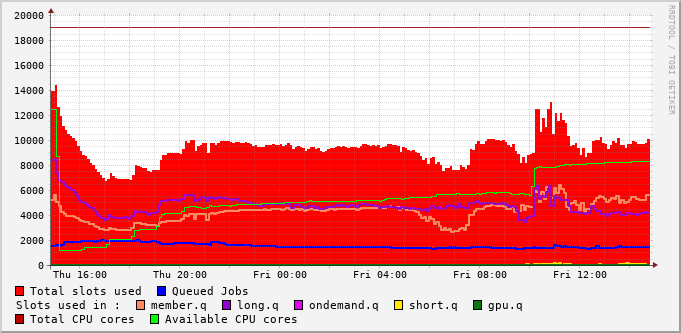 20000
18000
16000
14000
12000
10000
8000
6000
4000
2000
0
Thu 16:00 Thu 20:00 Fri 00:00 Fri 04:00 Fri 08:00 Fri 12:00
RRDTOOL / TOBI OETIKER
Total slots used Queued Jobs
Slots used in : member.q long.q ondemand.q short.q gpu.q
Total CPU cores Available CPU cores